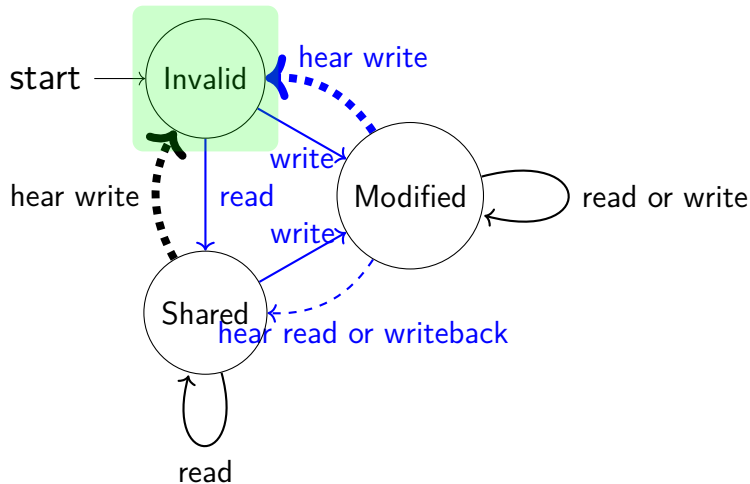 hear write
start
Invalid
write
hear write
read
Modified
read or write
write
Shared
hear read or writeback
read